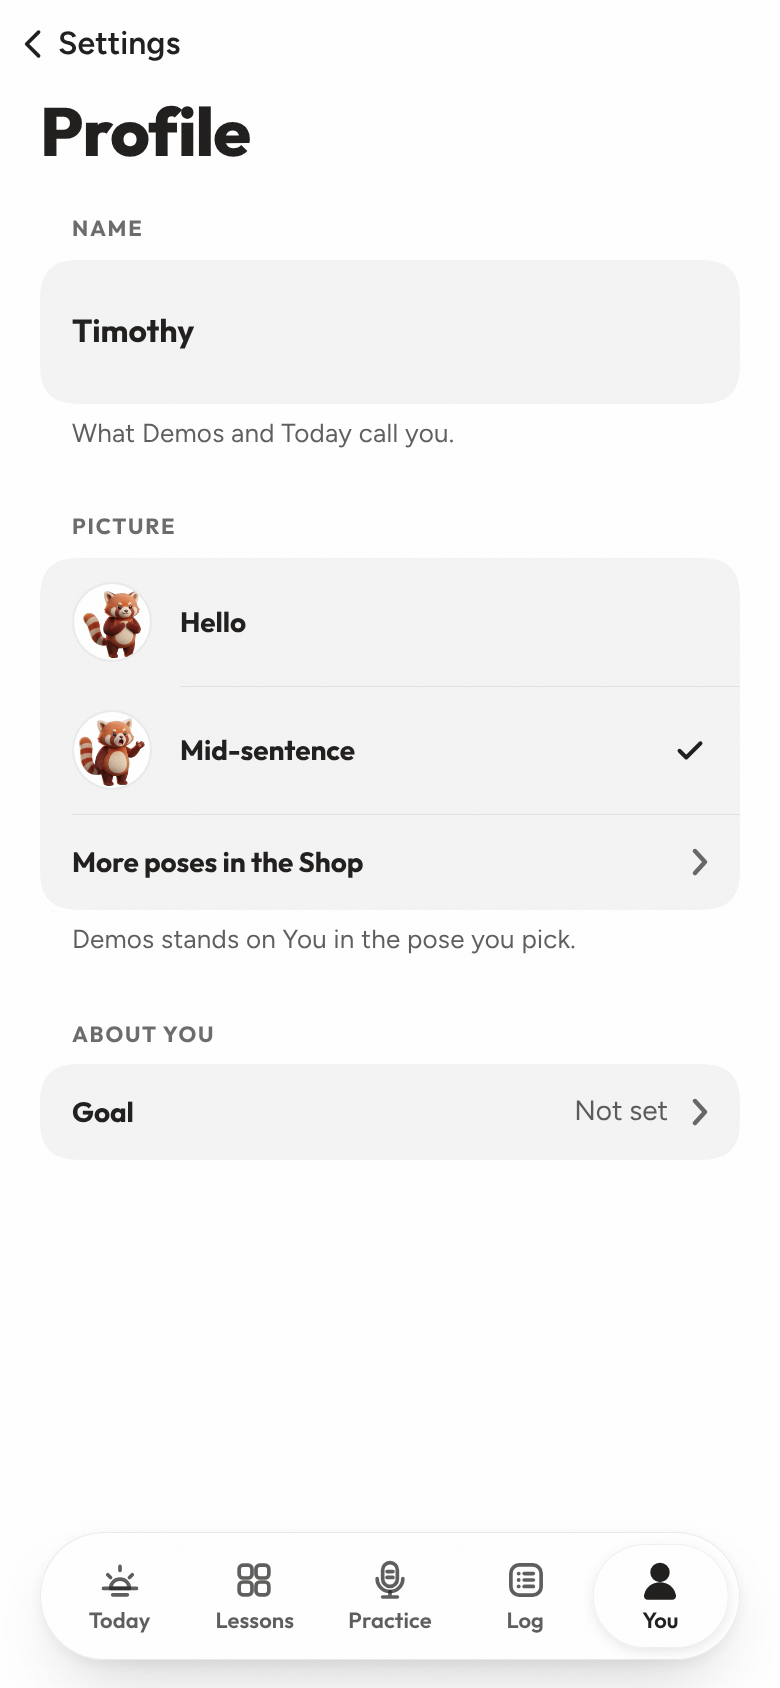 Settings
Profile
NAME
Timothy
What Demos and Today call you.
PICTURE
Hello
Mid-sentence
More poses in the Shop
Demos stands on You in the pose you pick.
ABOUT YOU
Goal Not set
Today Lessons Practice Log You